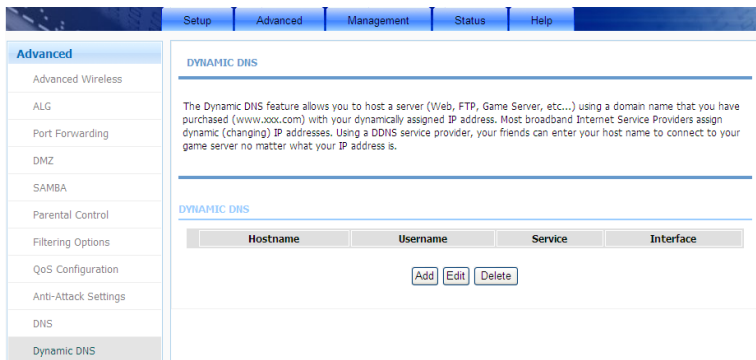 Setup Advanced Management Status Help
Advanced
Advanced Wireless
ALG
Port Forwarding
DMZ
SAMBA
Parental Control
Filtering Options
QoS Configuration
Anti-Attack Settings
DNS
Dynamic DNS
DYNAMIC DNS
The Dynamic DNS feature allows you to host a server (Web, FTP, Game Server, etc...) using a domain name that you have
purchased (www.xxx.com) with your dynamically assigned IP address. Most broadband Internet Service Providers assign
dynamic (changing) IP addresses. Using a DDNS service provider, your friends can enter your host name to connect to your
game server no matter what your IP address is.
DYNAMIC DNS
Hostname Username Service Interface
Add Edit Delete